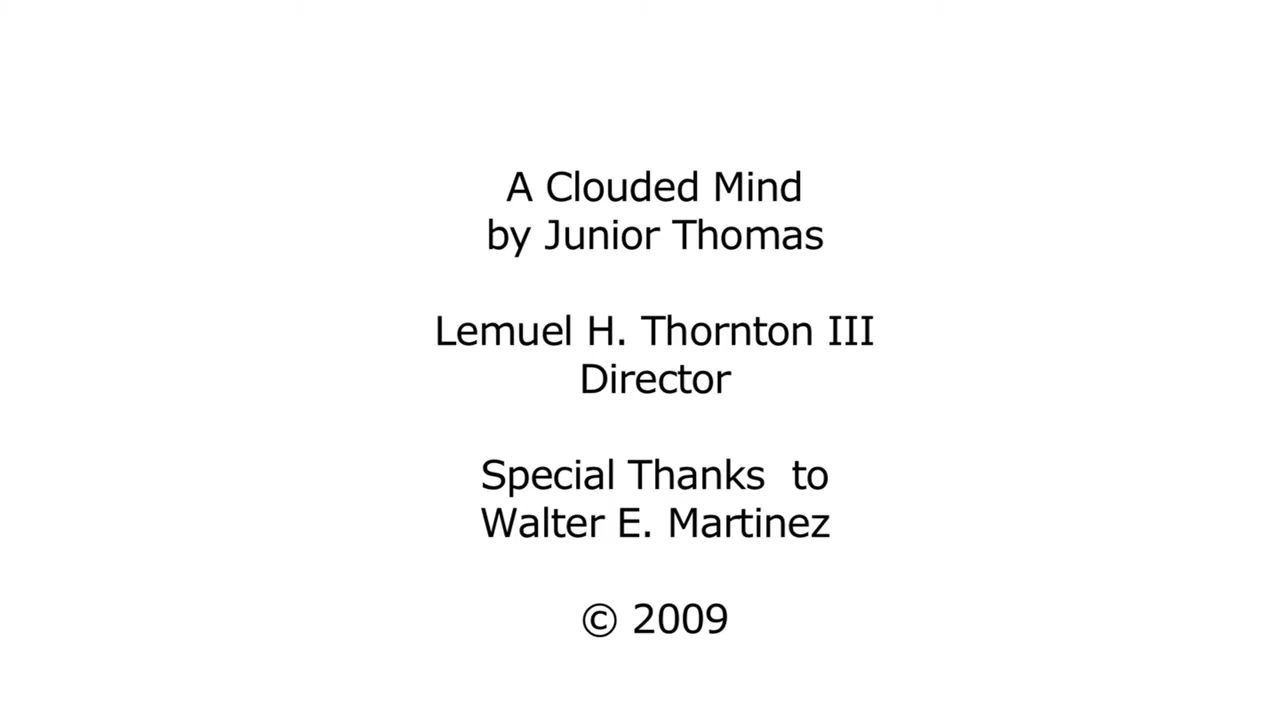 A Clouded Mind
by Junior Thomas
Lemuel H. Thornton III
Director
Special Thanks  to
Walter E. Martinez
© 2009